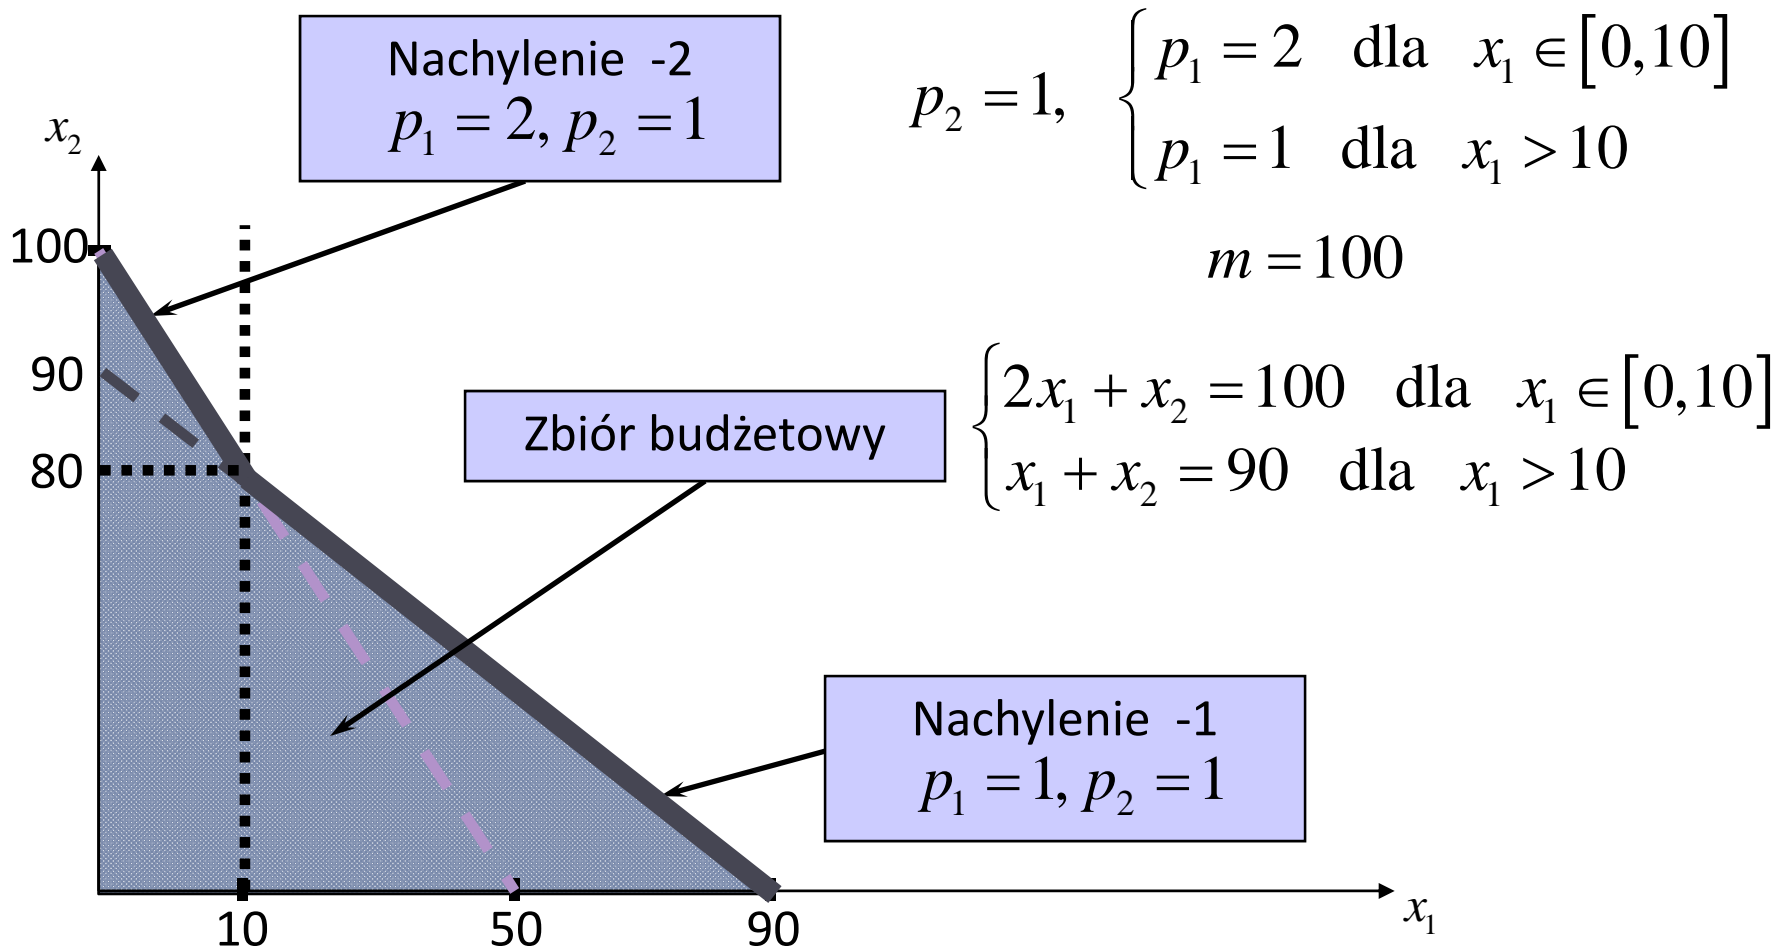 Nachylenie -2
p₁ = 2, p₂ = 1
p₂ = 1, { p₁ = 2 dla x₁ ∈ [0,10]
p₁ = 1 dla x₁ > 10
m = 100
x₂
100
90
80
Zbiór budżetowy
{ 2x₁ + x₂ = 100 dla x₁ ∈ [0,10]
x₁ + x₂ = 90 dla x₁ > 10
Nachylenie -1
p₁ = 1, p₂ = 1
10
50
90
x₁